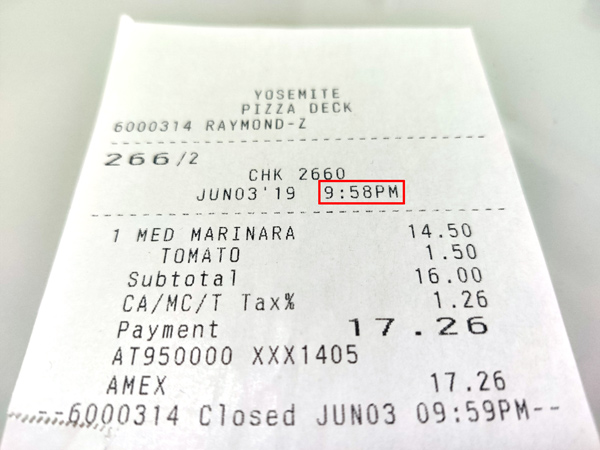 YOSEMITE
PIZZA DECK
6000314 RAYMOND-Z
266/2
CHK 2660
JUN03'19 9:58PM
1 MED MARINARA 14.50
TOMATO 1.50
Subtotal 16.00
CA/MC/T Tax% 1.26
Payment 17.26
AT950000 XXX1405
AMEX 17.26
--6000314 Closed JUN03 09:59PM--